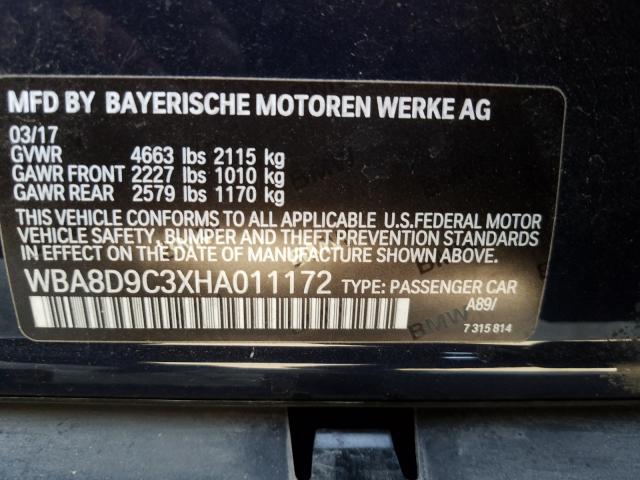 MFD BY BAYERISCHE MOTOREN WERKE AG
03/17
GVWR 4663 lbs 2115 kg
GAWR FRONT 2227 lbs 1010 kg
GAWR REAR 2579 lbs 1170 kg
THIS VEHICLE CONFORMS TO ALL APPLICABLE U.S.FEDERAL MOTOR
VEHICLE SAFETY, BUMPER AND THEFT PREVENTION STANDARDS
IN EFFECT ON THE DATE OF MANUFACTURE SHOWN ABOVE.
WBA8D9C3XHA011172 TYPE: PASSENGER CAR
A89/
BMW
7 315 814